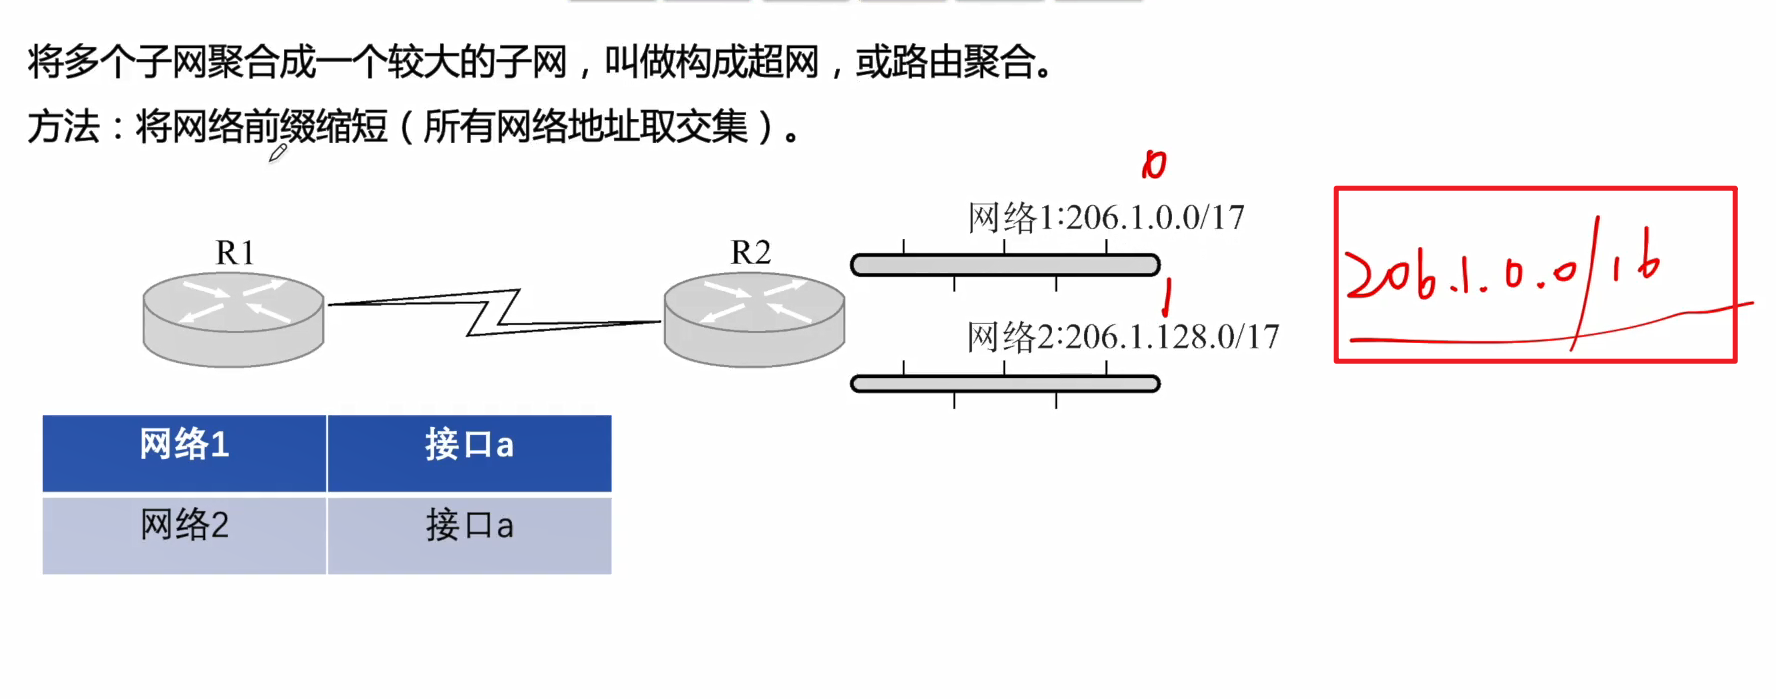 将多个子网聚合成一个较大的子网，叫做构成超网，或路由聚合。
方法：将网络前缀缩短（所有网络地址取交集）。
0
网络1:206.1.0.0/17
R1
R2
206.1.0.0/16
1
网络2:206.1.128.0/17
网络1 接口a
网络2 接口a